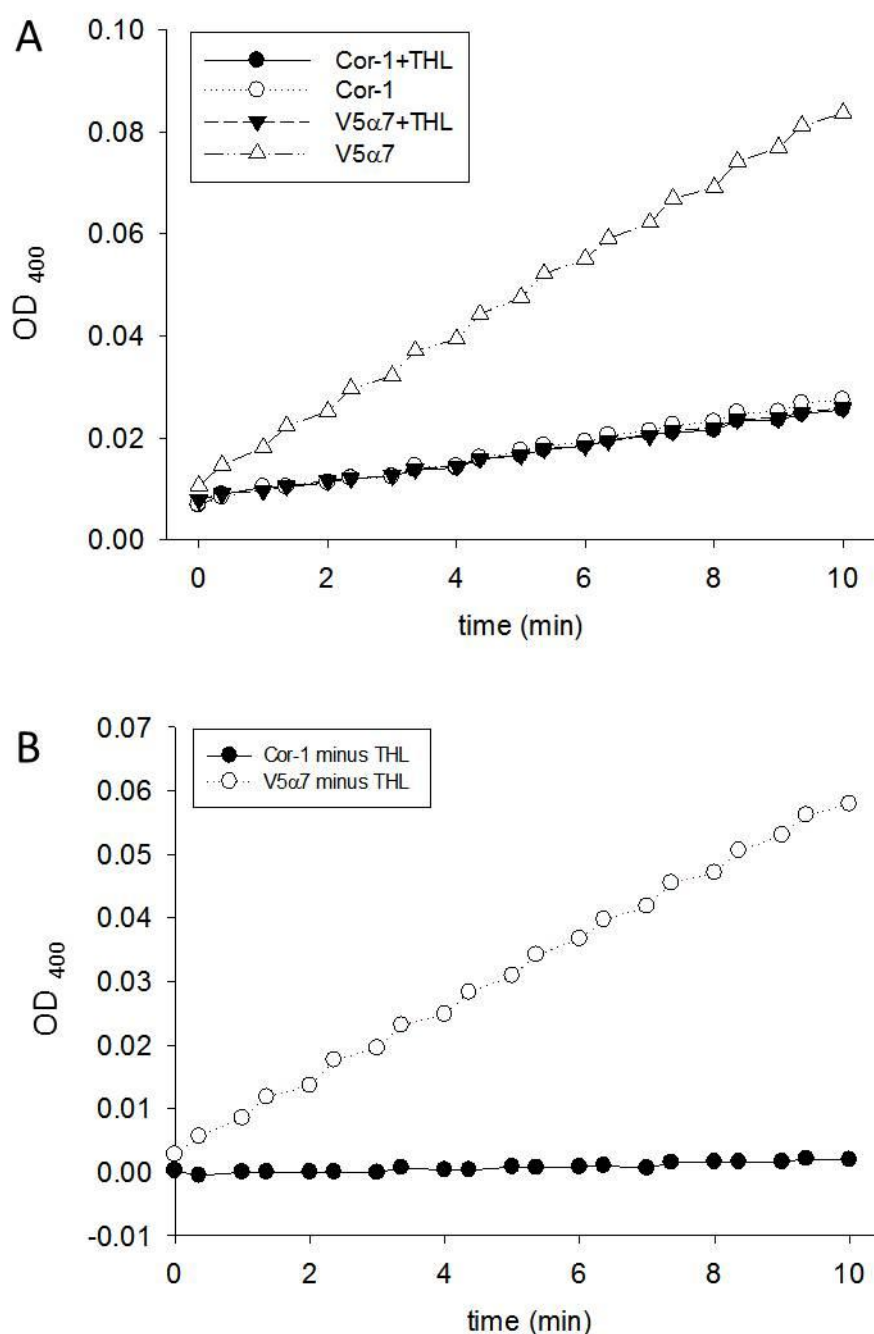 A
0.10
0.08
0.06
0.04
0.02
0.00
OD 400
Cor-1+THL
Cor-1
V5α7+THL
V5α7
0 2 4 6 8 10
time (min)
B
0.07
0.06
0.05
0.04
0.03
0.02
0.01
0.00
-0.01
OD 400
Cor-1 minus THL
V5α7 minus THL
0 2 4 6 8 10
time (min)